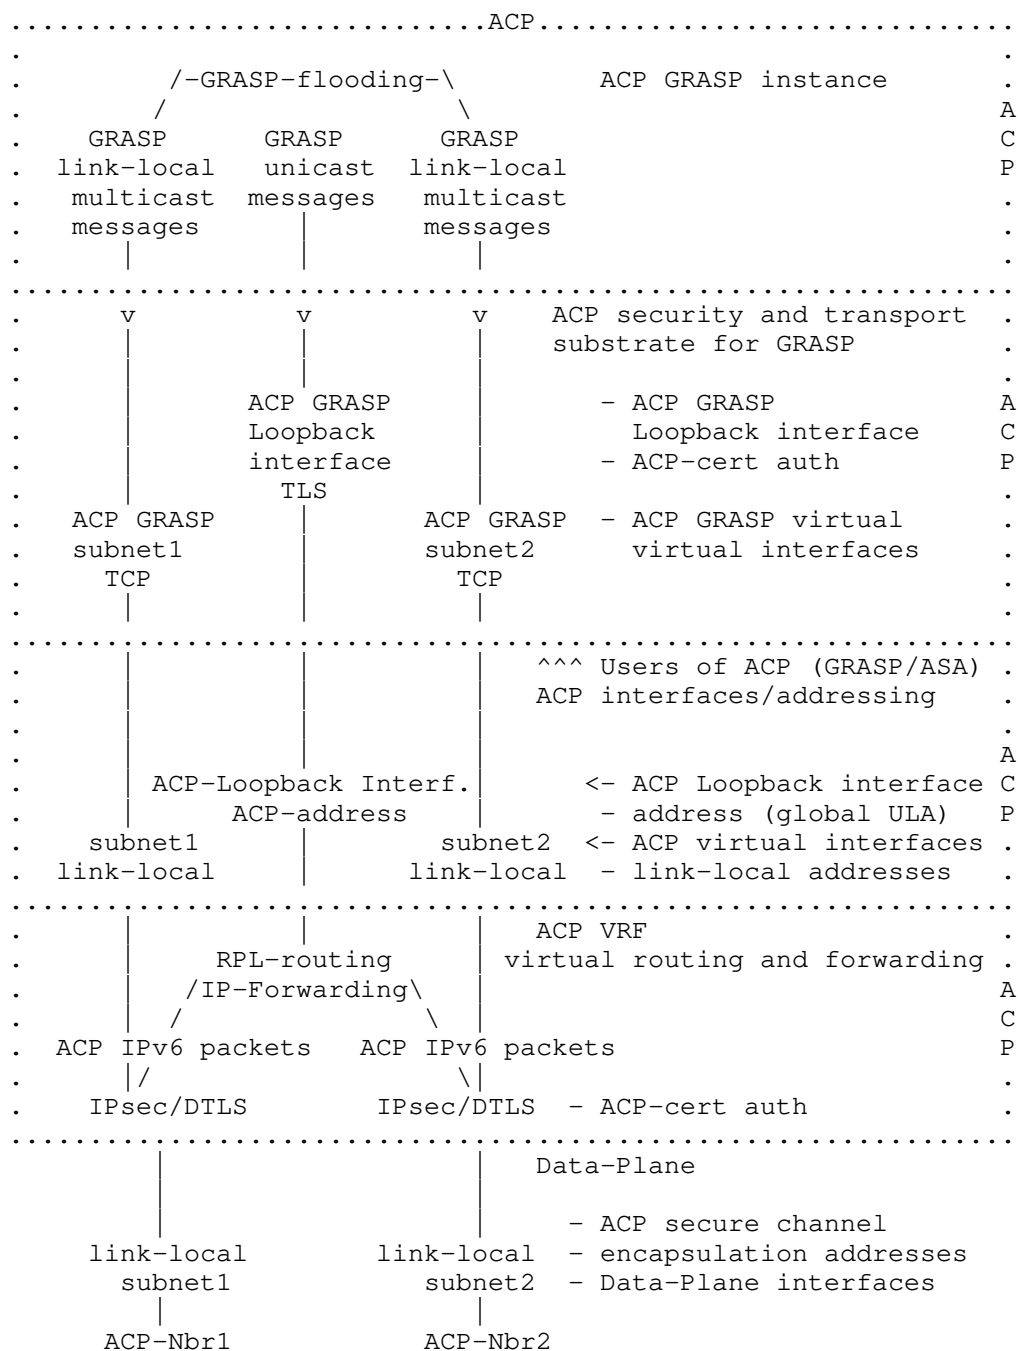 ..............................ACP..............................
.                                                             .
.         /-GRASP-flooding-\         ACP GRASP instance       .
.        /                  \                                 A
.    GRASP      GRASP      GRASP                              C
.  link-local   unicast  link-local                           P
.   multicast  messages   multicast                           .
.   messages      |       messages                            .
.      |          |          |                                .
...............................................................
.      v          v          v    ACP security and transport  .
.      |          |          |    substrate for GRASP         .
.      |          |          |                                .
.      |       ACP GRASP     |       - ACP GRASP              A
.      |       Loopback      |         Loopback interface     C
.      |       interface     |       - ACP-cert auth          P
.      |         TLS         |                                .
.   ACP GRASP     |       ACP GRASP  - ACP GRASP virtual      .
.   subnet1       |       subnet2      virtual interfaces     .
.     TCP         |         TCP                               .
.      |          |          |                                .
...............................................................
.      |          |          |   ^^^ Users of ACP (GRASP/ASA) .
.      |          |          |   ACP interfaces/addressing    .
.      |          |          |                                .
.      |          |          |                                A
.      | ACP-Loopback Interf.|      <- ACP Loopback interface C
.      |      ACP-address    |       - address (global ULA)   P
.    subnet1      |        subnet2  <- ACP virtual interfaces .
.  link-local     |      link-local  - link-local addresses   .
...............................................................
.      |          |          |   ACP VRF                      .
.      |     RPL-routing     | virtual routing and forwarding .
.      |   /IP-Forwarding\   |                                A
.      |  /               \  |                                C
.  ACP IPv6 packets   ACP IPv6 packets                        P
.      |/                   \|                                .
.    IPsec/DTLS        IPsec/DTLS  - ACP-cert auth            .
...............................................................
         |                   |   Data-Plane
         |                   |
         |                   |     - ACP secure channel
     link-local        link-local  - encapsulation addresses
       subnet1            subnet2  - Data-Plane interfaces
         |                   |
      ACP-Nbr1            ACP-Nbr2